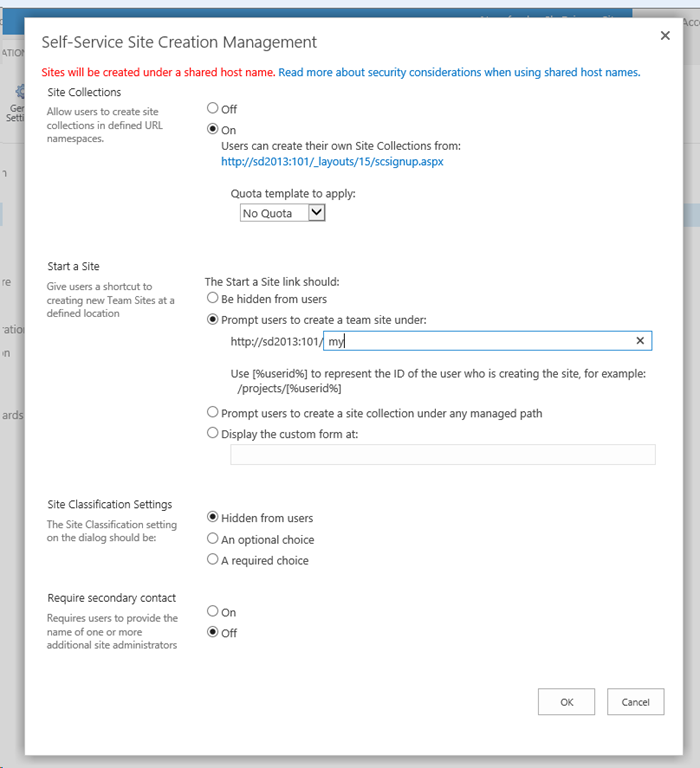 Self-Service Site Creation Management
Sites will be created under a shared host name. Read more about security considerations when using shared host names.
Site Collections
Allow users to create site
collections in defined URL
namespaces.
Off
On
Users can create their own Site Collections from:
http://sd2013:101/_layouts/15/scsignup.aspx
Quota template to apply:
No Quota
Start a Site
Give users a shortcut to
creating new Team Sites at a
defined location
The Start a Site link should:
Be hidden from users
Prompt users to create a team site under:
http://sd2013:101/ my
Use [%userid%] to represent the ID of the user who is creating the site, for example:
/projects/[%userid%]
Prompt users to create a site collection under any managed path
Display the custom form at:
Site Classification Settings
The Site Classification setting
on the dialog should be:
Hidden from users
An optional choice
A required choice
Require secondary contact
Requires users to provide the
name of one or more
additional site administrators
On
Off
OK
Cancel